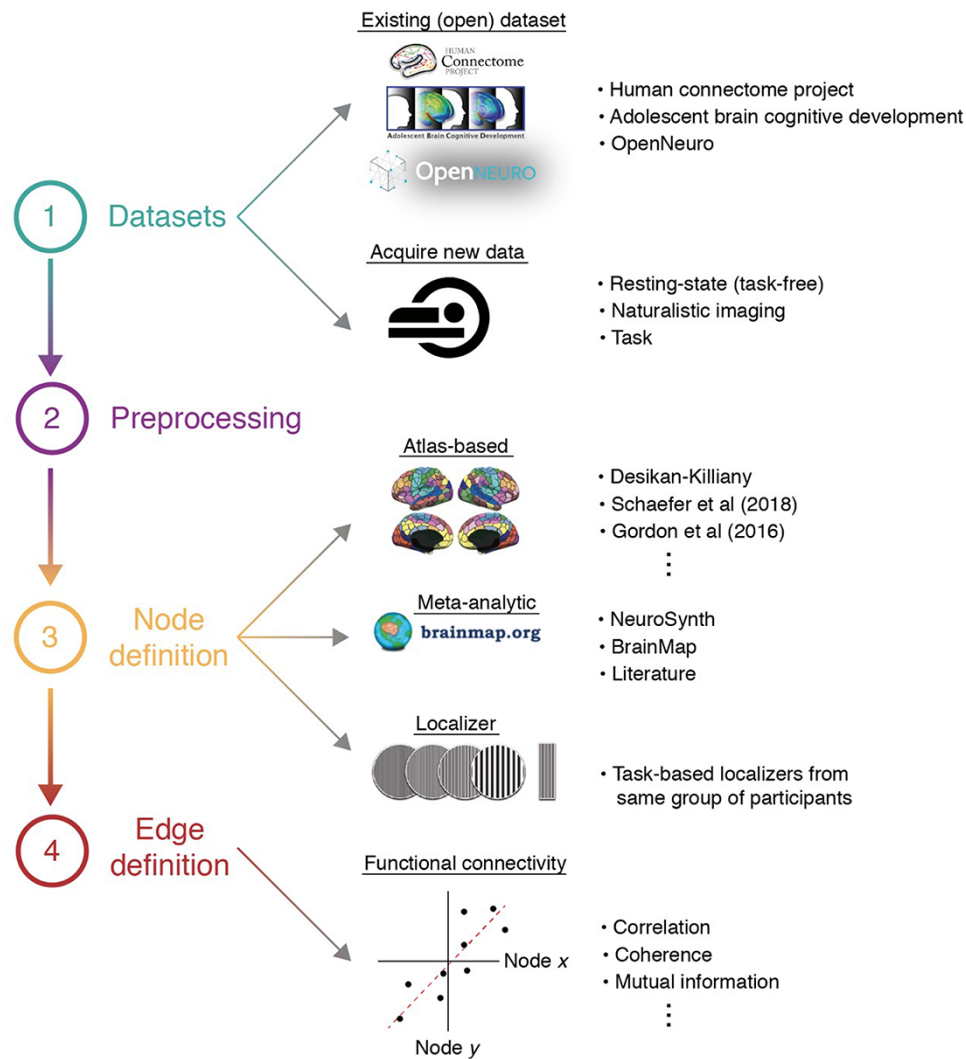 Existing (open) dataset
HUMAN
Connectome
PROJECT
Adolescent Brain Cognitive Development
OpenNEURO
• Human connectome project
• Adolescent brain cognitive development
• OpenNeuro
1
Datasets
Acquire new data
• Resting-state (task-free)
• Naturalistic imaging
• Task
2
Preprocessing
Atlas-based
• Desikan-Killiany
• Schaefer et al (2018)
• Gordon et al (2016)
⋮
3
Node
definition
Meta-analytic
brainmap.org
• NeuroSynth
• BrainMap
• Literature
Localizer
• Task-based localizers from
same group of participants
4
Edge
definition
Functional connectivity
Node x
Node y
• Correlation
• Coherence
• Mutual information
⋮